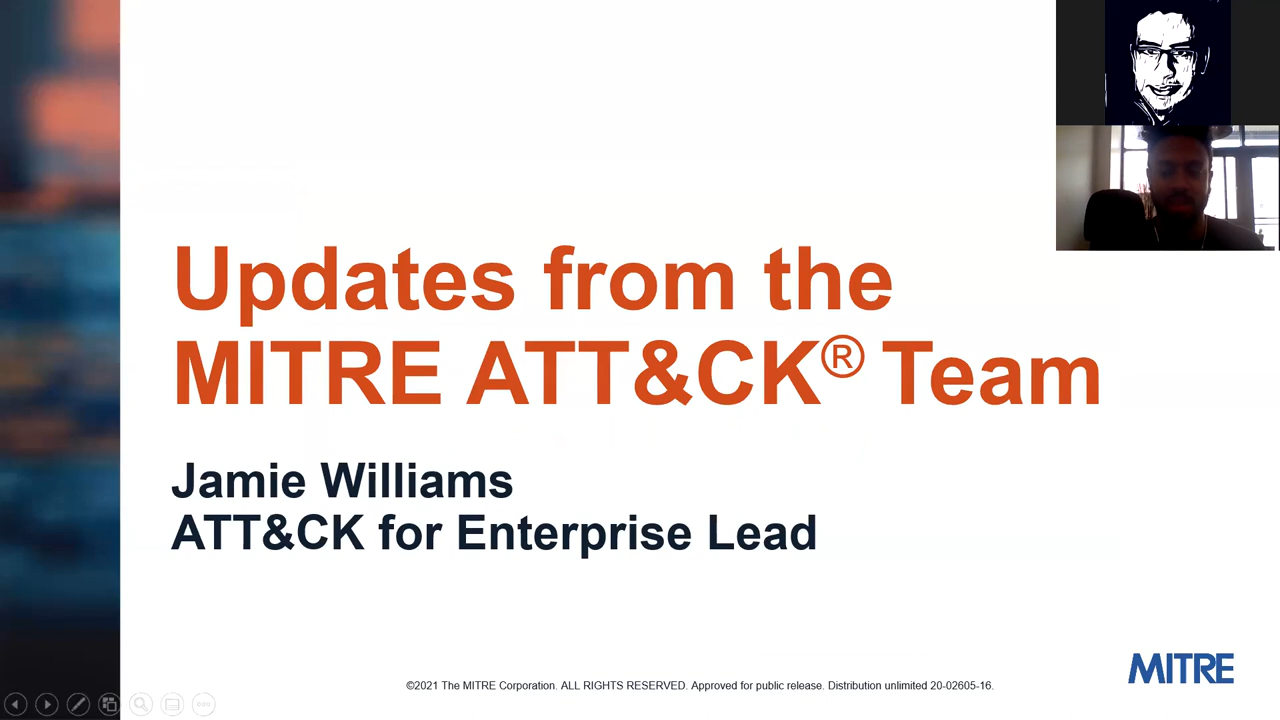 Updates from the
MITRE ATT&CK® Team
Jamie Williams
ATT&CK for Enterprise Lead
MITRE
©2021 The MITRE Corporation. ALL RIGHTS RESERVED. Approved for public release. Distribution unlimited 20-02605-16.